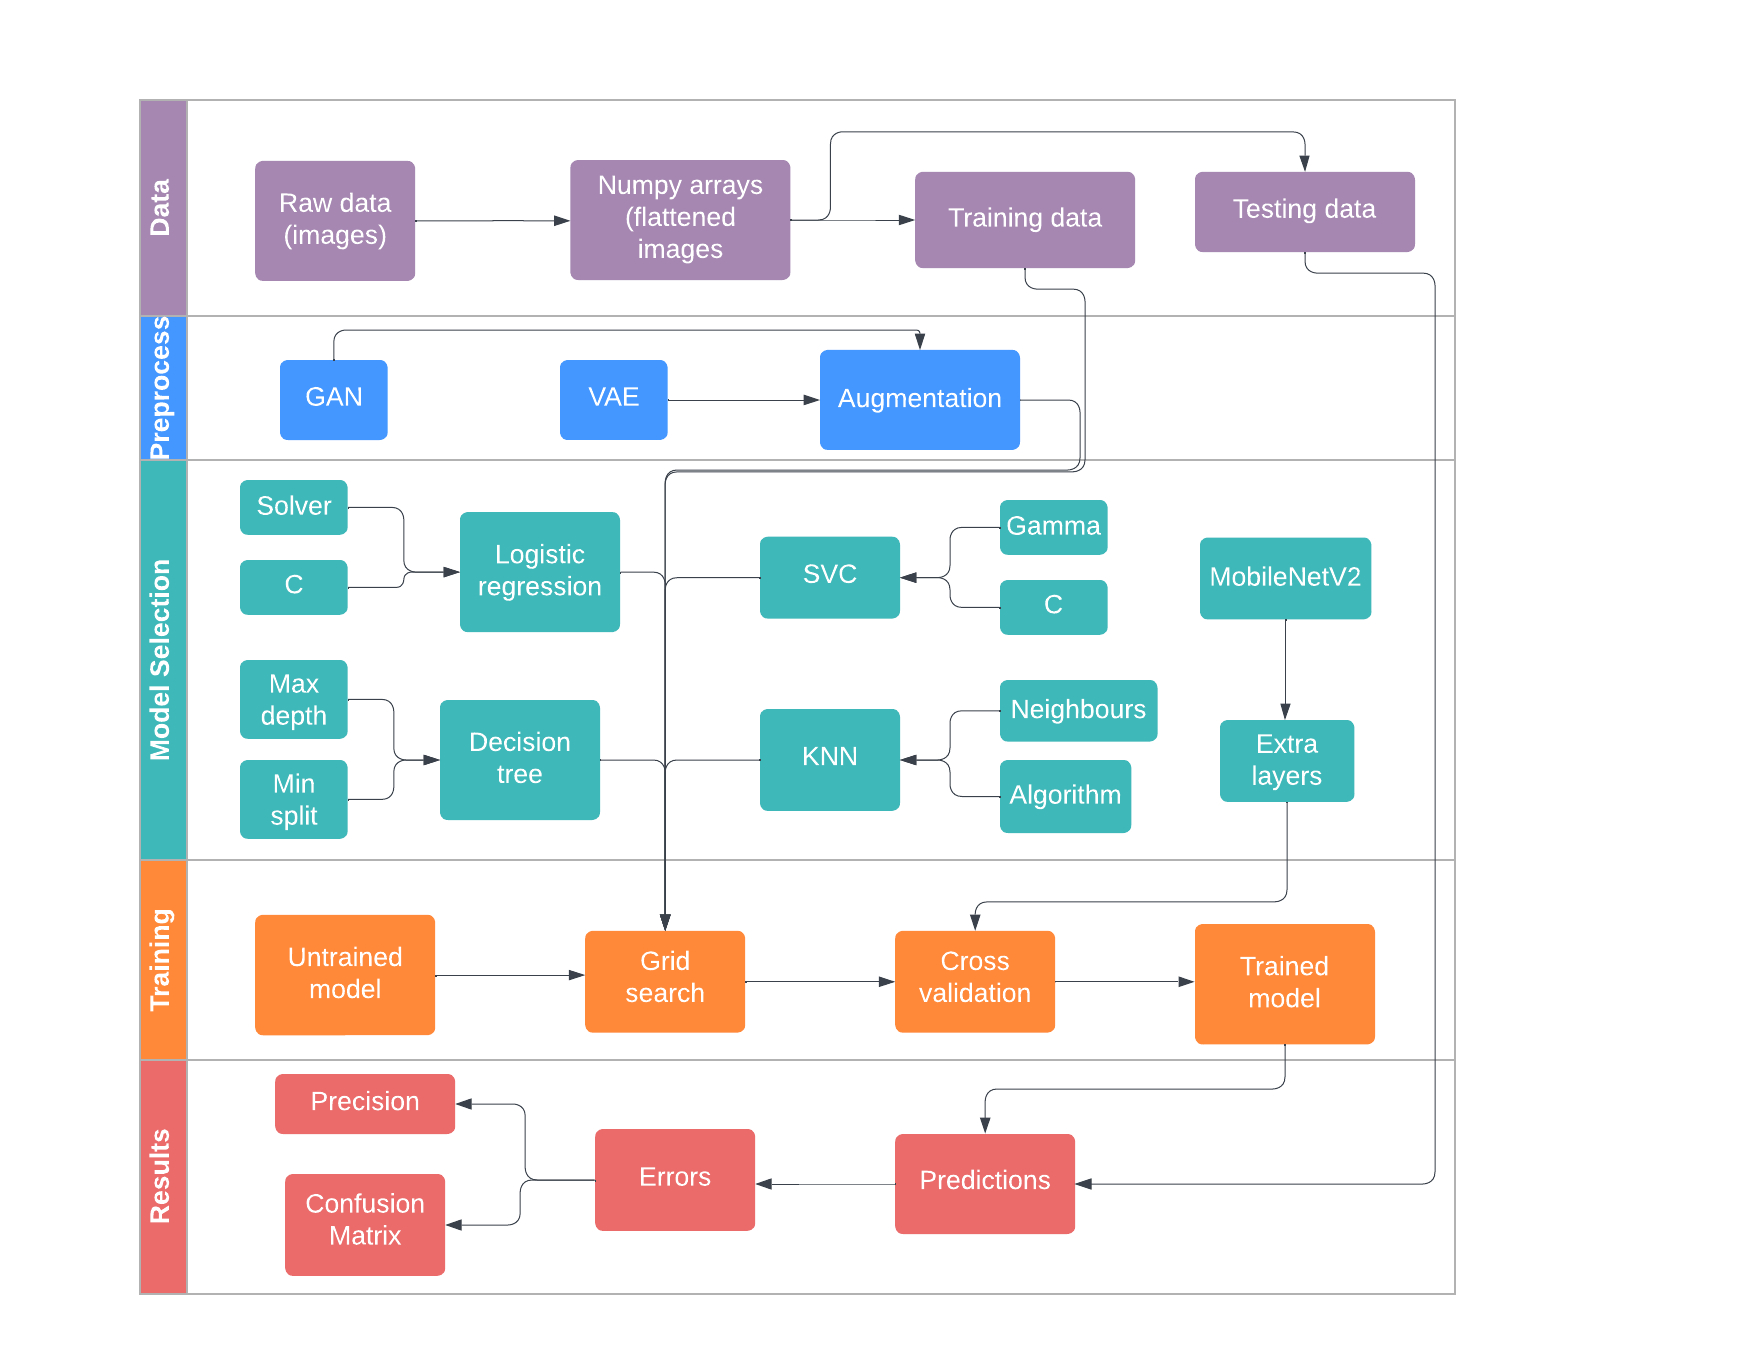 Data
Raw data
(images)
Numpy arrays
(flattened
images
Training data
Testing data
Preprocess
GAN
VAE
Augmentation
Model Selection
Solver
C
Logistic
regression
SVC
Gamma
C
MobileNetV2
Max
depth
Min
split
Decision
tree
KNN
Neighbours
Algorithm
Extra
layers
Training
Untrained
model
Grid
search
Cross
validation
Trained
model
Results
Precision
Confusion
Matrix
Errors
Predictions